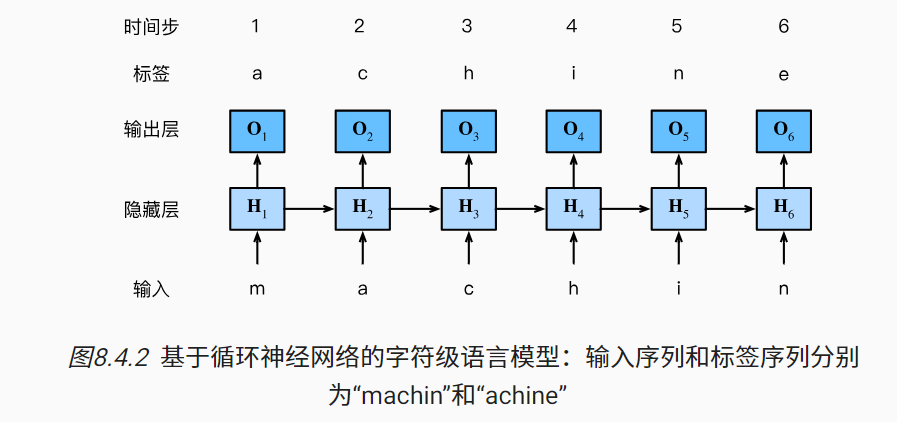 时间步 1 2 3 4 5 6
标签 a c h i n e
输出层 O₁ O₂ O₃ O₄ O₅ O₆
隐藏层 H₁ H₂ H₃ H₄ H₅ H₆
输入 m a c h i n
图8.4.2 基于循环神经网络的字符级语言模型：输入序列和标签序列分别
为“machin”和“achine”